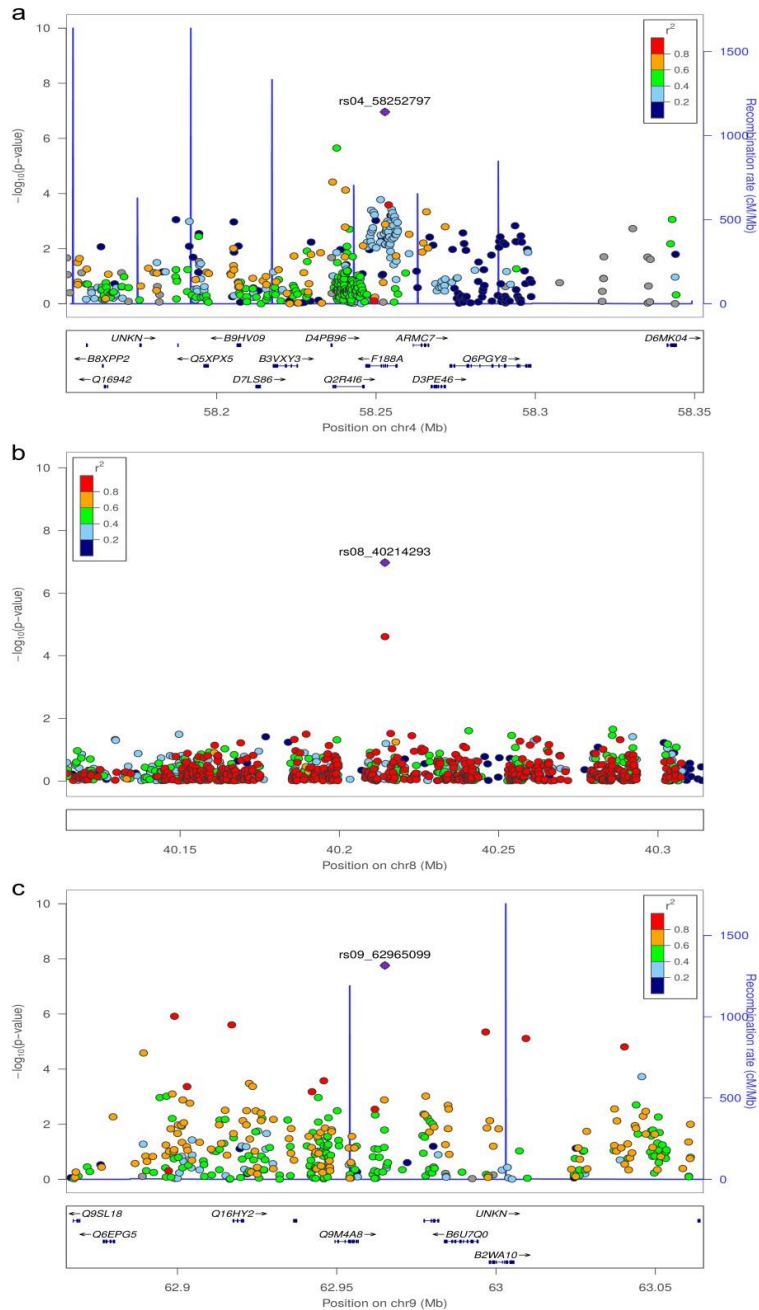 a
10
8
6
4
2
0
−log10(p−value)
rs04_58252797
r2
0.8
0.6
0.4
0.2
1500
1000
500
0
Recombination rate (cM/Mb)
UNKN→ ←B9HV09 D4PB96→ ARMC7→ D6MK04→
←B8XPP2 ←Q5XPX5 B3VXY3→ ←F188A Q6PGY8→
←Q16942 D7LS86→ Q2R4I6→ D3PE46→
58.2 58.25 58.3 58.35
Position on chr4 (Mb)
b
r2
0.8
0.6
0.4
0.2
10
8
6
4
2
0
−log10(p−value)
rs08_40214293
40.15 40.2 40.25 40.3
Position on chr8 (Mb)
c
10
8
6
4
2
0
−log10(p−value)
rs09_62965099
r2
0.8
0.6
0.4
0.2
1500
1000
500
0
Recombination rate (cM/Mb)
←Q9SL18 Q16HY2→ UNKN→
←Q6EPG5 Q9M4A8→ ←B6U7Q0
B2WA10→
62.9 62.95 63 63.05
Position on chr9 (Mb)